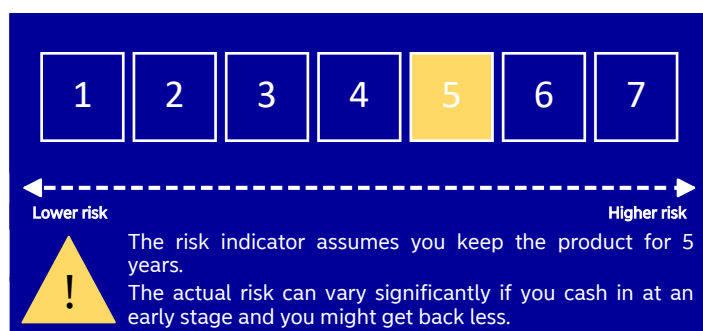 1 2 3 4 5 6 7
Lower risk Higher risk
The risk indicator assumes you keep the product for 5
years.
!
The actual risk can vary significantly if you cash in at an
early stage and you might get back less.